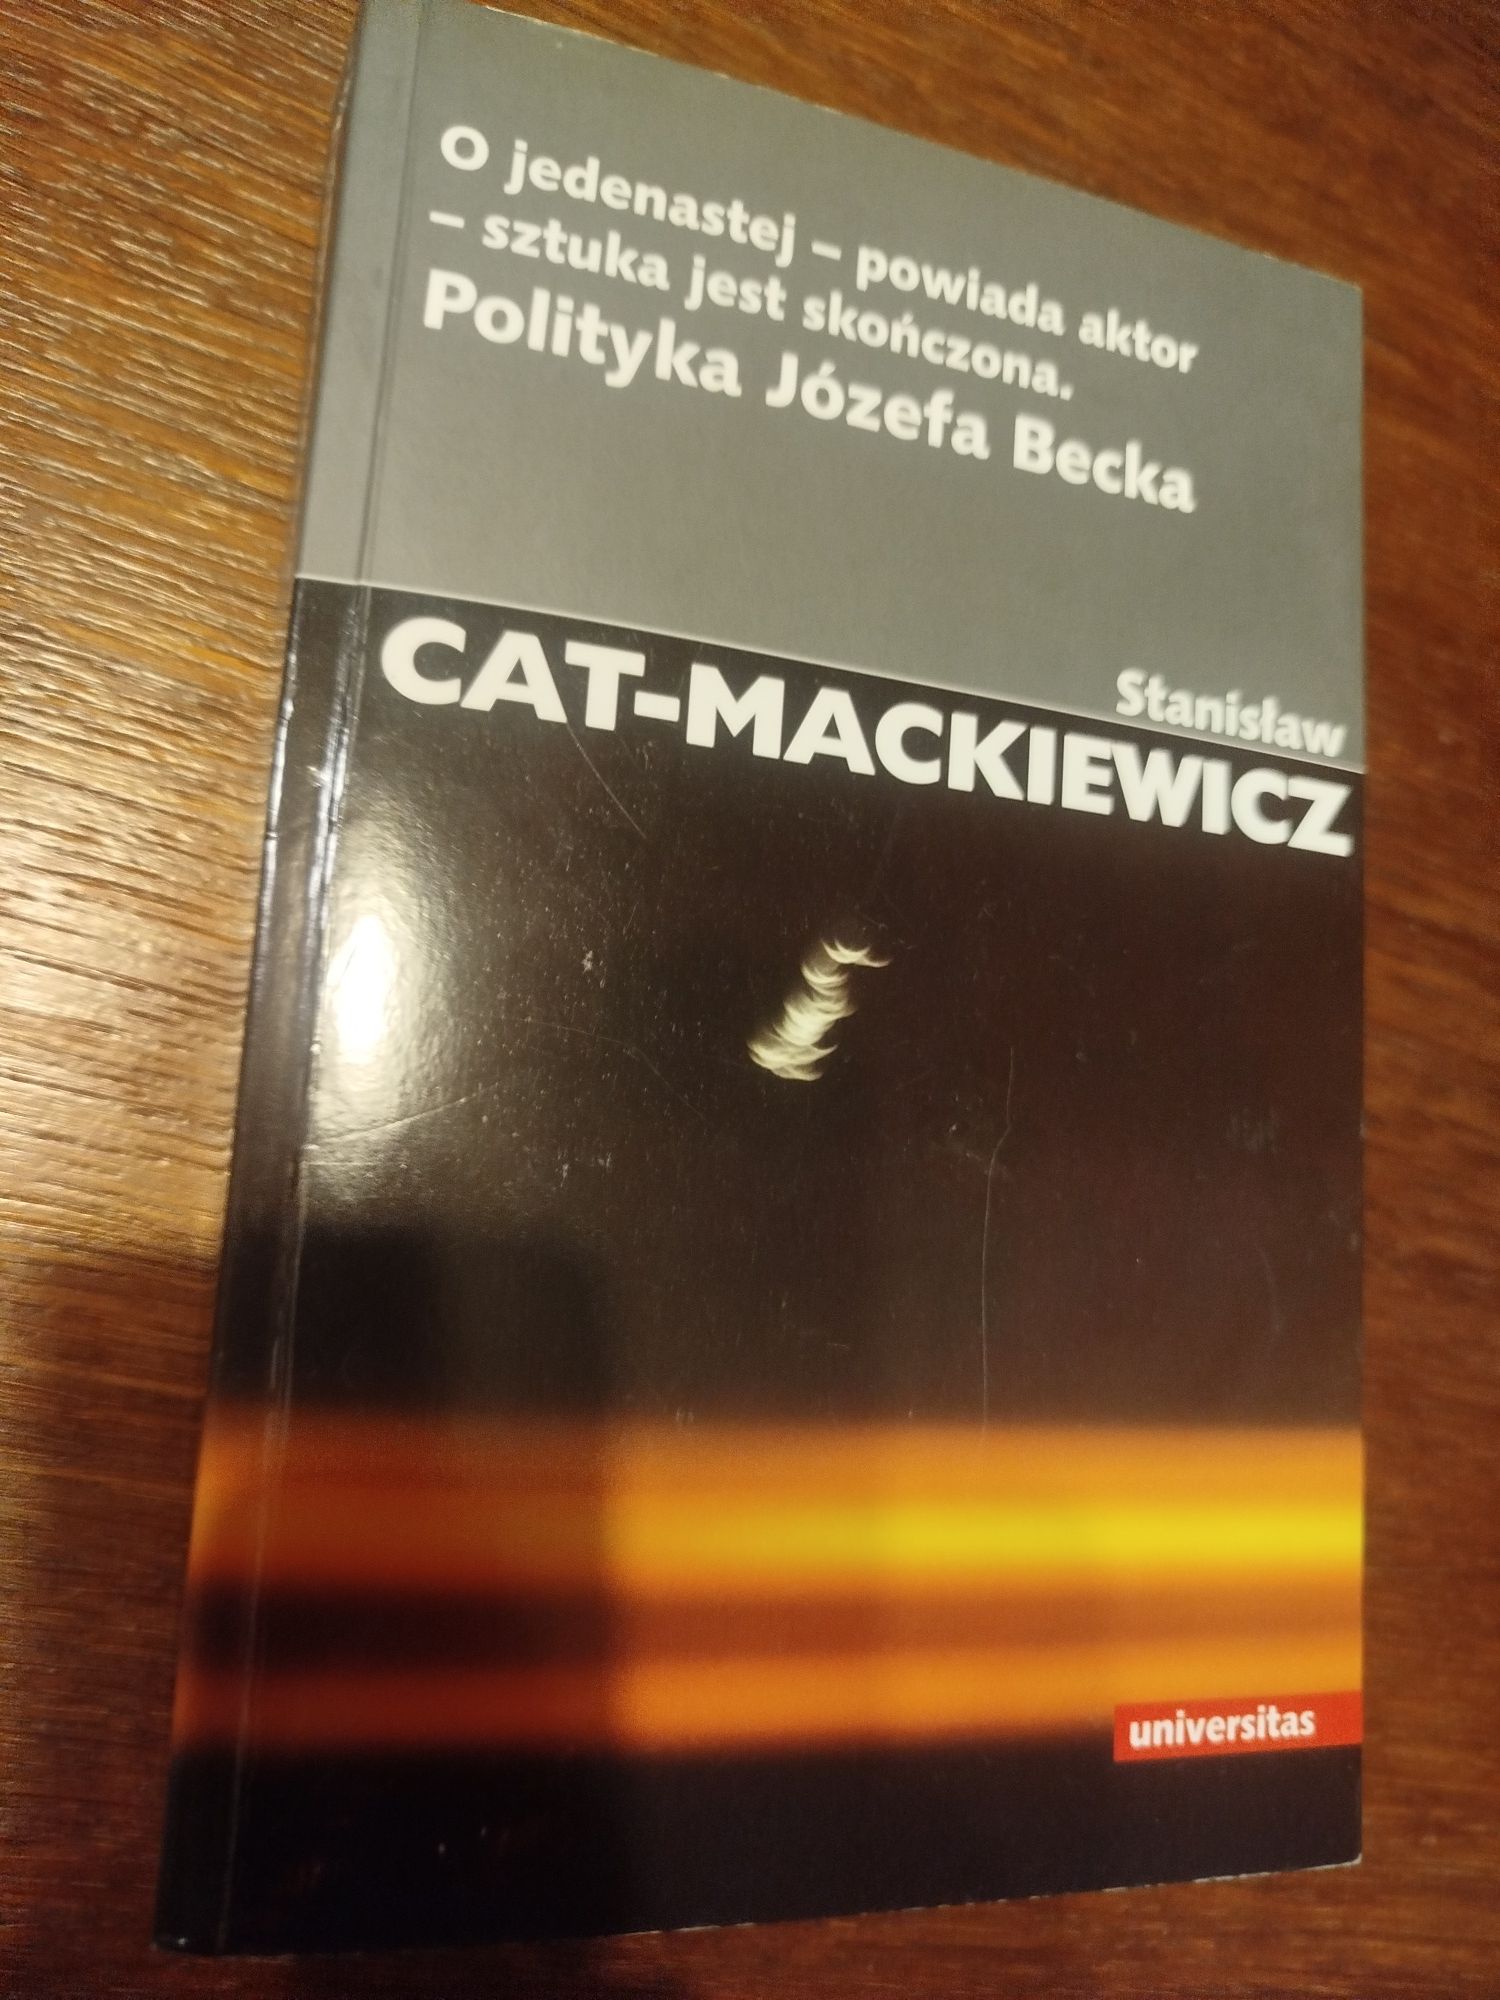 O jedenastej – powiada aktor
– sztuka jest skończona.
Polityka Józefa Becka
Stanisław
CAT-MACKIEWICZ
universitas